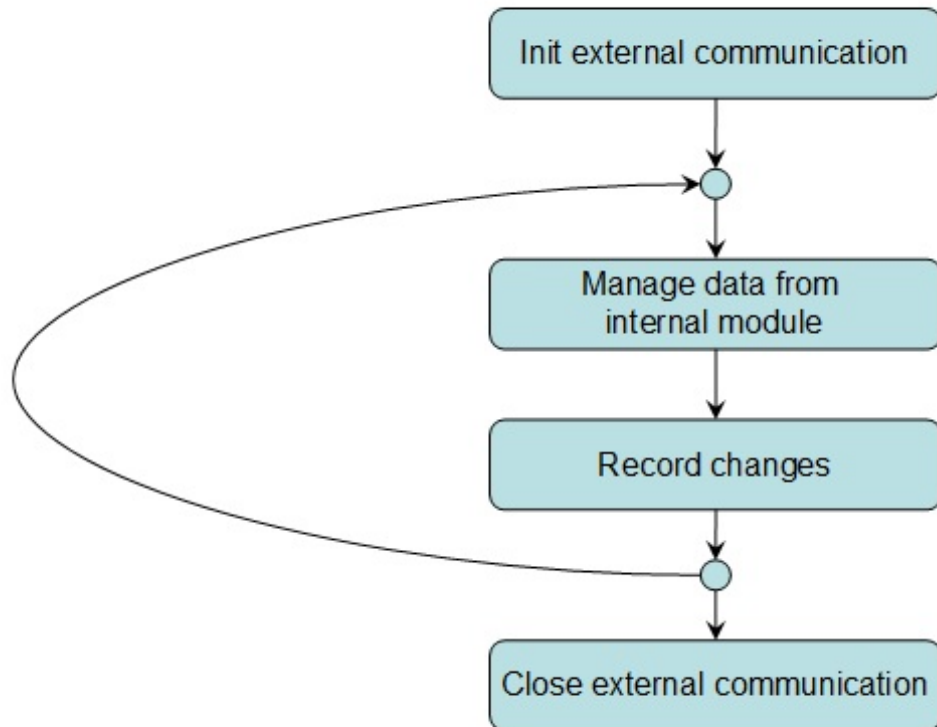 Init external communication
Manage data from
internal module
Record changes
Close external communication